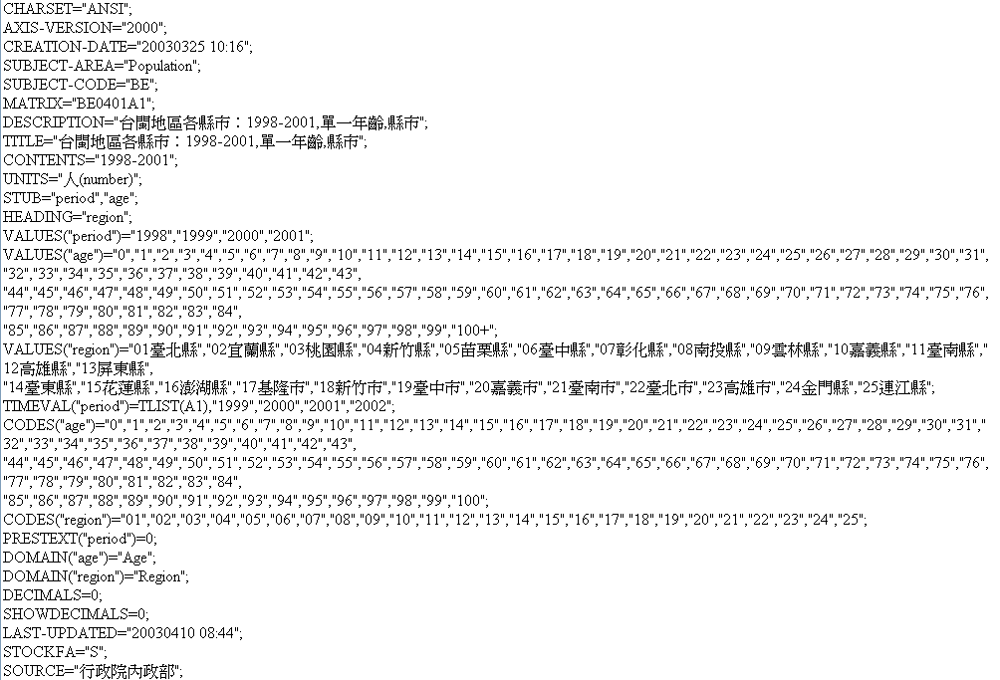 CHARSET="ANSI";
AXIS-VERSION="2000";
CREATION-DATE="20030325 10:16";
SUBJECT-AREA="Population";
SUBJECT-CODE="BE";
MATRIX="BE0401A1";
DESCRIPTION="台閩地區各縣市：1998-2001,單一年齡,縣市";
TITLE="台閩地區各縣市：1998-2001,單一年齡,縣市";
CONTENTS="1998-2001";
UNITS="人(number)";
STUB="period","age";
HEADING="region";
VALUES("period")="1998","1999","2000","2001";
VALUES("age")="0","1","2","3","4","5","6","7","8","9","10","11","12","13","14","15","16","17","18","19","20","21","22","23","24","25","26","27","28","29","30","31",
"32","33","34","35","36","37","38","39","40","41","42","43",
"44","45","46","47","48","49","50","51","52","53","54","55","56","57","58","59","60","61","62","63","64","65","66","67","68","69","70","71","72","73","74","75","76",
"77","78","79","80","81","82","83","84",
"85","86","87","88","89","90","91","92","93","94","95","96","97","98","99","100+";
VALUES("region")="01臺北縣","02宜蘭縣","03桃園縣","04新竹縣","05苗栗縣","06臺中縣","07彰化縣","08南投縣","09雲林縣","10嘉義縣","11臺南縣","
12高雄縣","13屏東縣",
"14臺東縣","15花蓮縣","16澎湖縣","17基隆市","18新竹市","19臺中市","20嘉義市","21臺南市","22臺北市","23高雄市","24金門縣","25連江縣";
TIMEVAL("period")=TLIST(A1),"1999","2000","2001","2002";
CODES("age")="0","1","2","3","4","5","6","7","8","9","10","11","12","13","14","15","16","17","18","19","20","21","22","23","24","25","26","27","28","29","30","31","
32","33","34","35","36","37","38","39","40","41","42","43",
"44","45","46","47","48","49","50","51","52","53","54","55","56","57","58","59","60","61","62","63","64","65","66","67","68","69","70","71","72","73","74","75","76",
"77","78","79","80","81","82","83","84",
"85","86","87","88","89","90","91","92","93","94","95","96","97","98","99","100";
CODES("region")="01","02","03","04","05","06","07","08","09","10","11","12","13","14","15","16","17","18","19","20","21","22","23","24","25";
PRESTEXT("period")=0;
DOMAIN("age")="Age";
DOMAIN("region")="Region";
DECIMALS=0;
SHOWDECIMALS=0;
LAST-UPDATED="20030410 08:44";
STOCKFA="S";
SOURCE="行政院內政部";